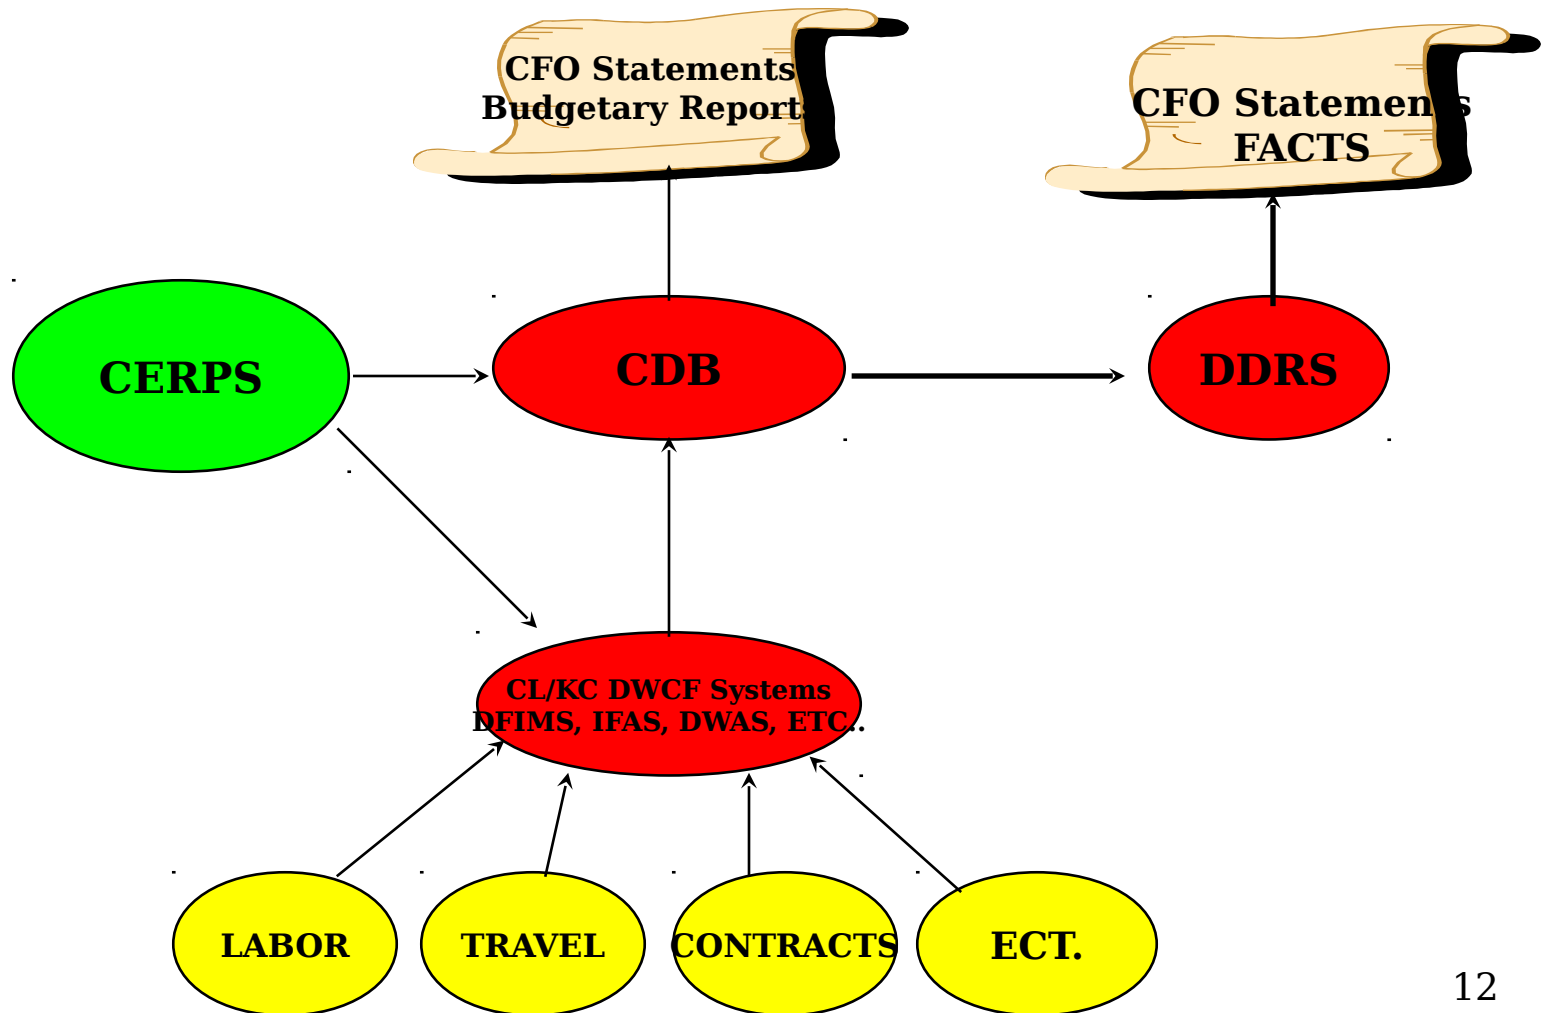 CFO Statements
Budgetary Reports
CFO Statements
FACTS
CERPS
CDB
DDRS
CL/KC DWCF Systems
DFIMS, IFAS, DWAS, ETC..
LABOR
TRAVEL
CONTRACTS
ECT.
12